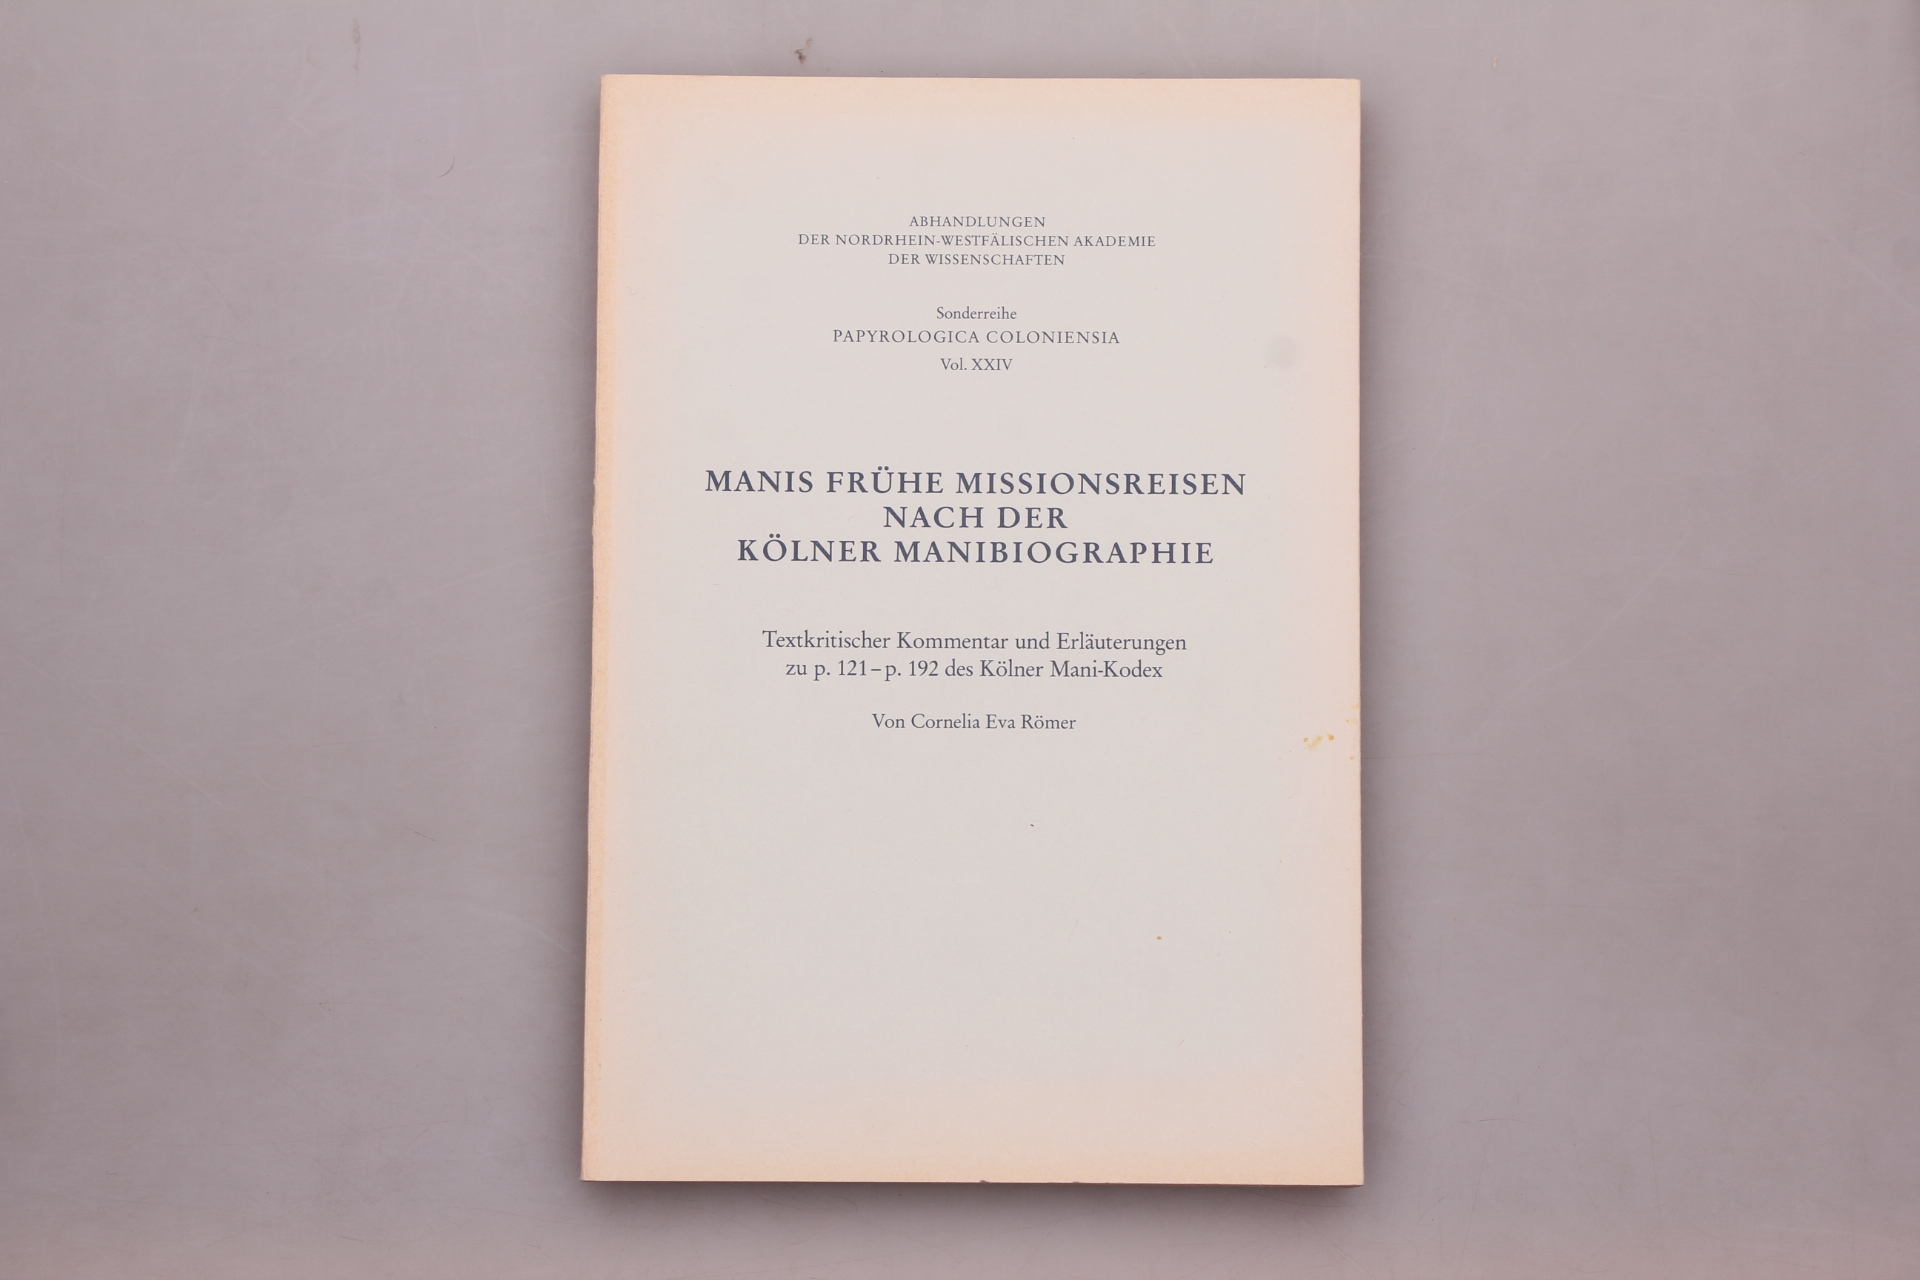 ABHANDLUNGEN
DER NORDRHEIN-WESTFÄLISCHEN AKADEMIE
DER WISSENSCHAFTEN
Sonderreihe
PAPYROLOGICA COLONIENSIA
Vol. XXIV
MANIS FRÜHE MISSIONSREISEN
NACH DER
KÖLNER MANIBIOGRAPHIE
Textkritischer Kommentar und Erläuterungen
zu p. 121–p. 192 des Kölner Mani-Kodex
Von Cornelia Eva Römer